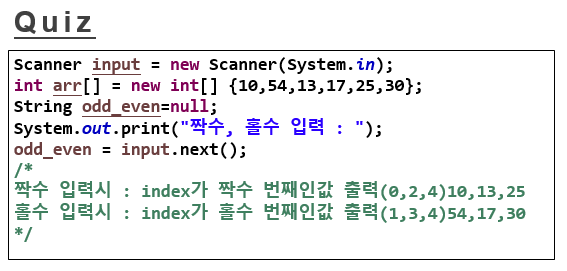 Quiz
Scanner input = new Scanner(System.in);
int arr[] = new int[] {10,54,13,17,25,30};
String odd_even=null;
System.out.print("짝수, 홀수 입력 : ");
odd_even = input.next();
/*
짝수 입력시 : index가 짝수 번째인값 출력(0,2,4)10,13,25
홀수 입력시 : index가 홀수 번째인값 출력(1,3,4)54,17,30
*/